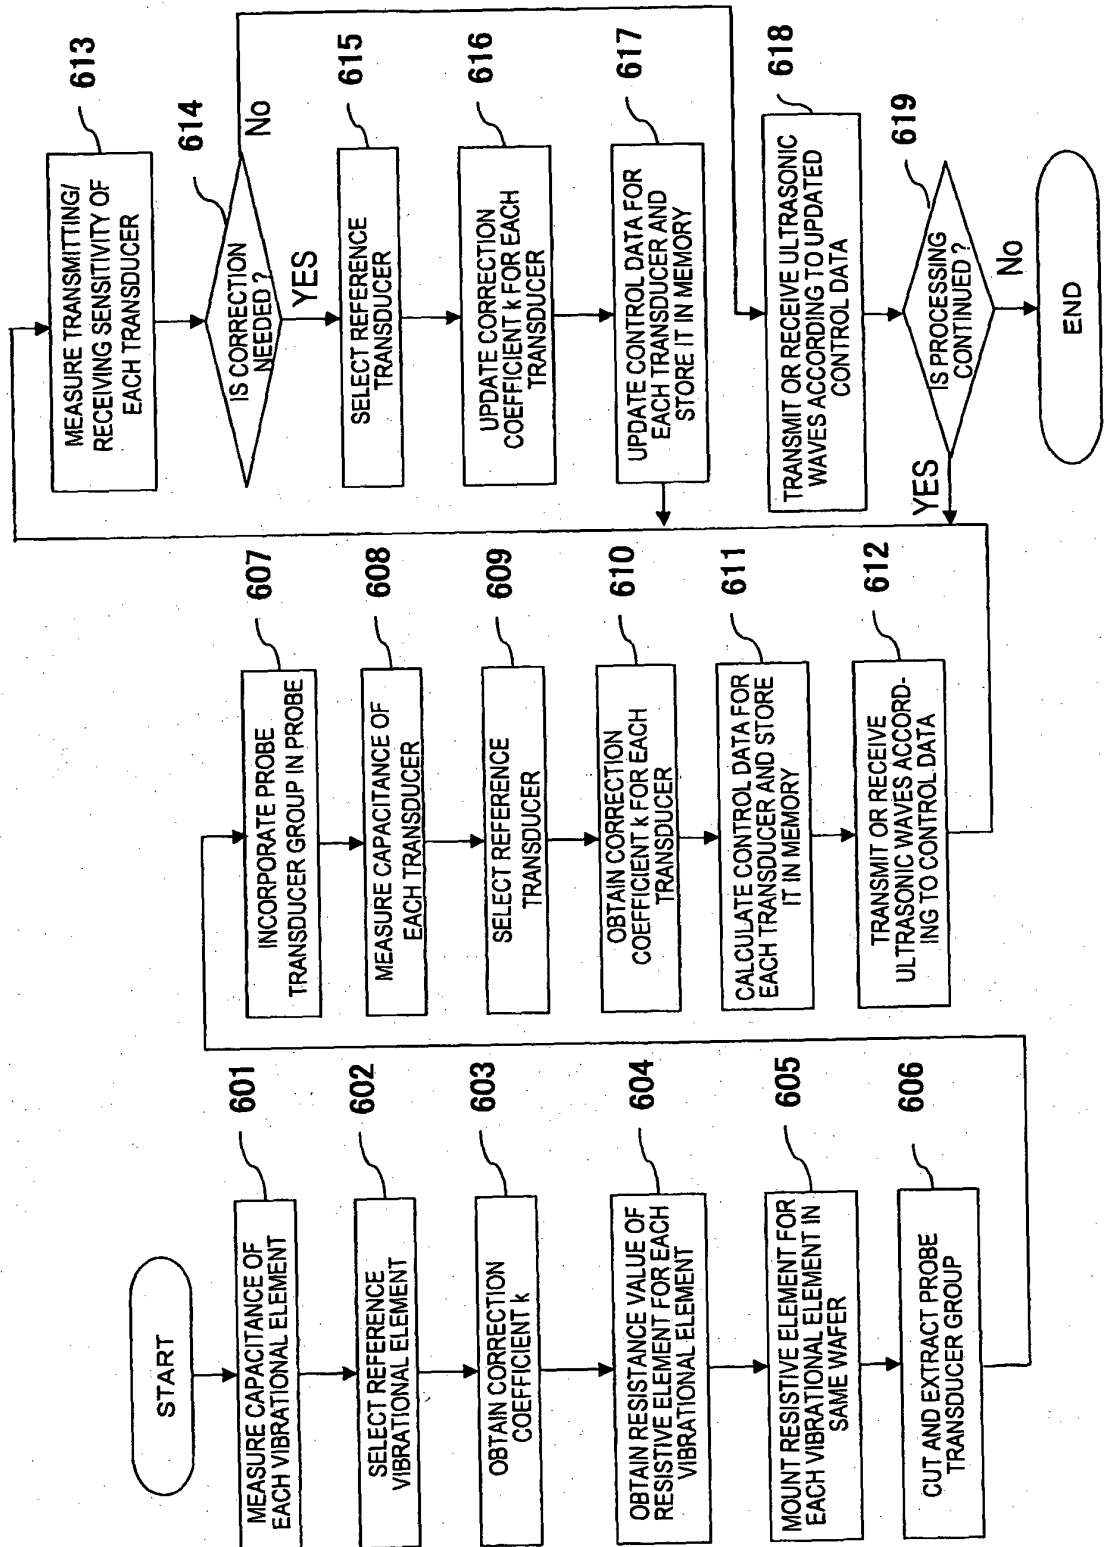 START
MEASURE CAPACITANCE OF
EACH VIBRATIONAL ELEMENT
601
SELECT REFERENCE
VIBRATIONAL ELEMENT
602
OBTAIN CORRECTION
COEFFICIENT k
603
OBTAIN RESISTANCE VALUE OF
RESISTIVE ELEMENT FOR EACH
VIBRATIONAL ELEMENT
604
MOUNT RESISTIVE ELEMENT FOR
EACH VIBRATIONAL ELEMENT IN
SAME WAFER
605
CUT AND EXTRACT PROBE
TRANSDUCER GROUP
606
INCORPORATE PROBE
TRANSDUCER GROUP IN PROBE
607
MEASURE CAPACITANCE OF
EACH TRANSDUCER
608
SELECT REFERENCE
TRANSDUCER
609
OBTAIN CORRECTION
COEFFICIENT k FOR EACH
TRANSDUCER
610
CALCULATE CONTROL DATA FOR
EACH TRANSDUCER AND STORE
IT IN MEMORY
611
TRANSMIT OR RECEIVE
ULTRASONIC WAVES ACCORD-
ING TO CONTROL DATA
612
MEASURE TRANSMITTING/
RECEIVING SENSITIVITY OF
EACH TRANSDUCER
613
IS CORRECTION
NEEDED ?
614
No
YES
SELECT REFERENCE
TRANSDUCER
615
UPDATE CORRECTION
COEFFICIENT k FOR EACH
TRANSDUCER
616
UPDATE CONTROL DATA FOR
EACH TRANSDUCER AND
STORE IT IN MEMORY
617
TRANSMIT OR RECEIVE ULTRASONIC
WAVES ACCORDING TO UPDATED
CONTROL DATA
618
IS PROCESSING
CONTINUED ?
619
YES
No
END